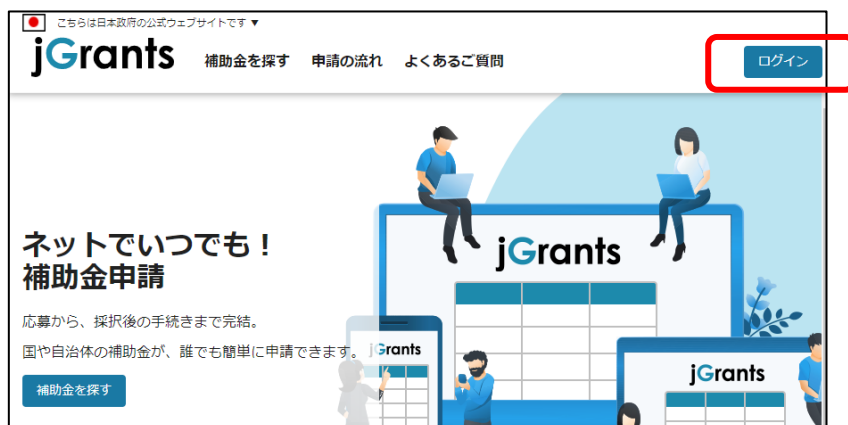 こちらは日本政府の公式ウェブサイトです ▼
jGrants 補助金を探す 申請の流れ よくあるご質問 ログイン
ネットでいつでも！
補助金申請
応募から、採択後の手続きまで完結。
国や自治体の補助金が、誰でも簡単に申請できます。
補助金を探す
jGrants
jGrants
jGrants